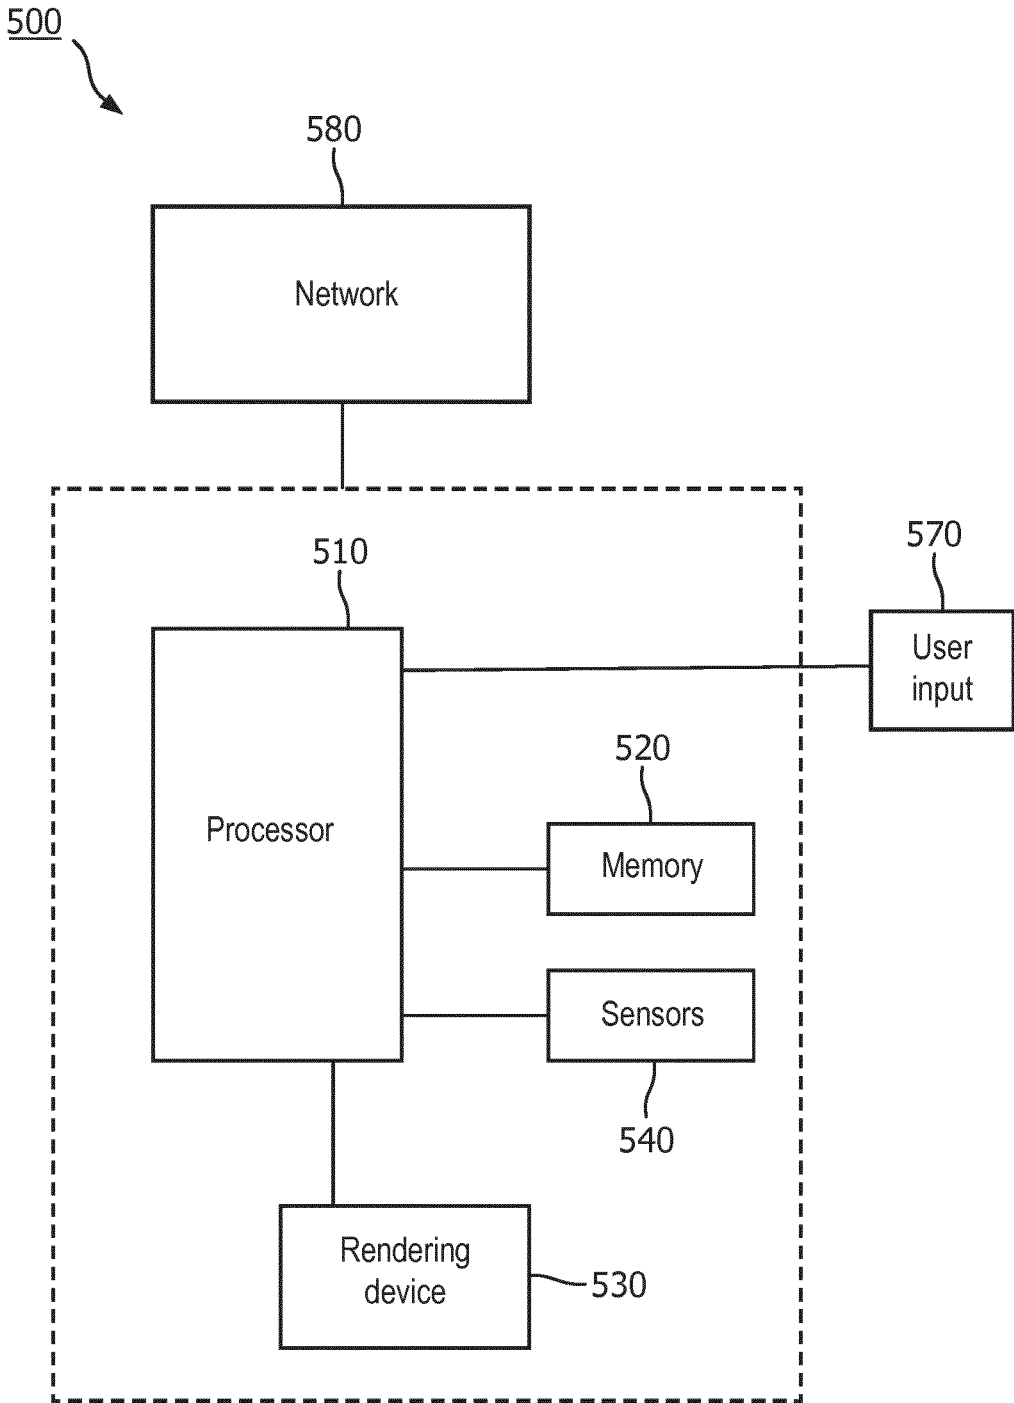 500
580
Network
510
570
User
input
520
Processor
Memory
Sensors
540
Rendering
device
530